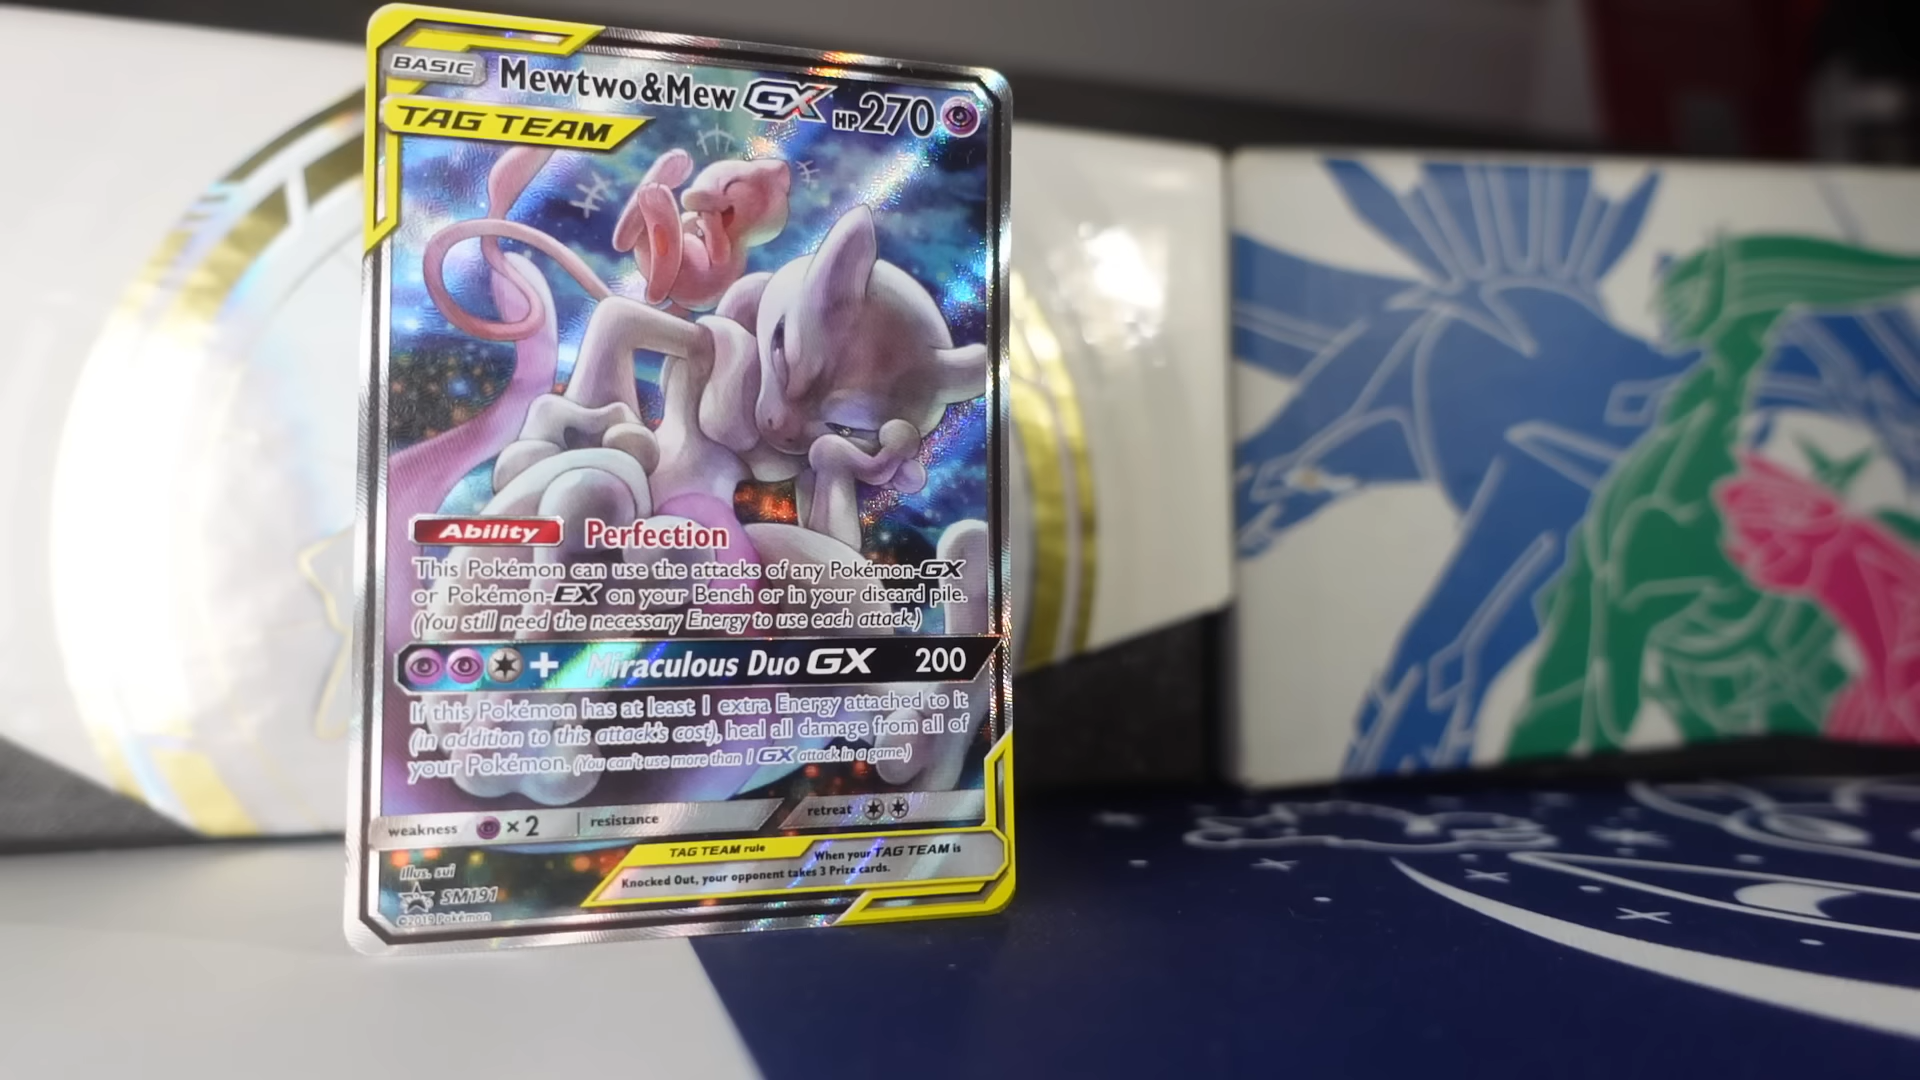 BASIC Mewtwo&Mew GX HP270
TAG TEAM
Ability Perfection
This Pokémon can use the attacks of any Pokémon-GX
or Pokémon-EX on your Bench or in your discard pile.
(You still need the necessary Energy to use each attack.)
+ Miraculous Duo GX 200
If this Pokémon has at least 1 extra Energy attached to it
(in addition to this attack's cost), heal all damage from all of
your Pokémon. (You can't use more than 1 GX attack in a game.)
weakness ×2 resistance retreat
TAG TEAM rule When your TAG TEAM is
Knocked Out, your opponent takes 3 Prize cards.
Illus. sui
SM191
©2019 Pokémon